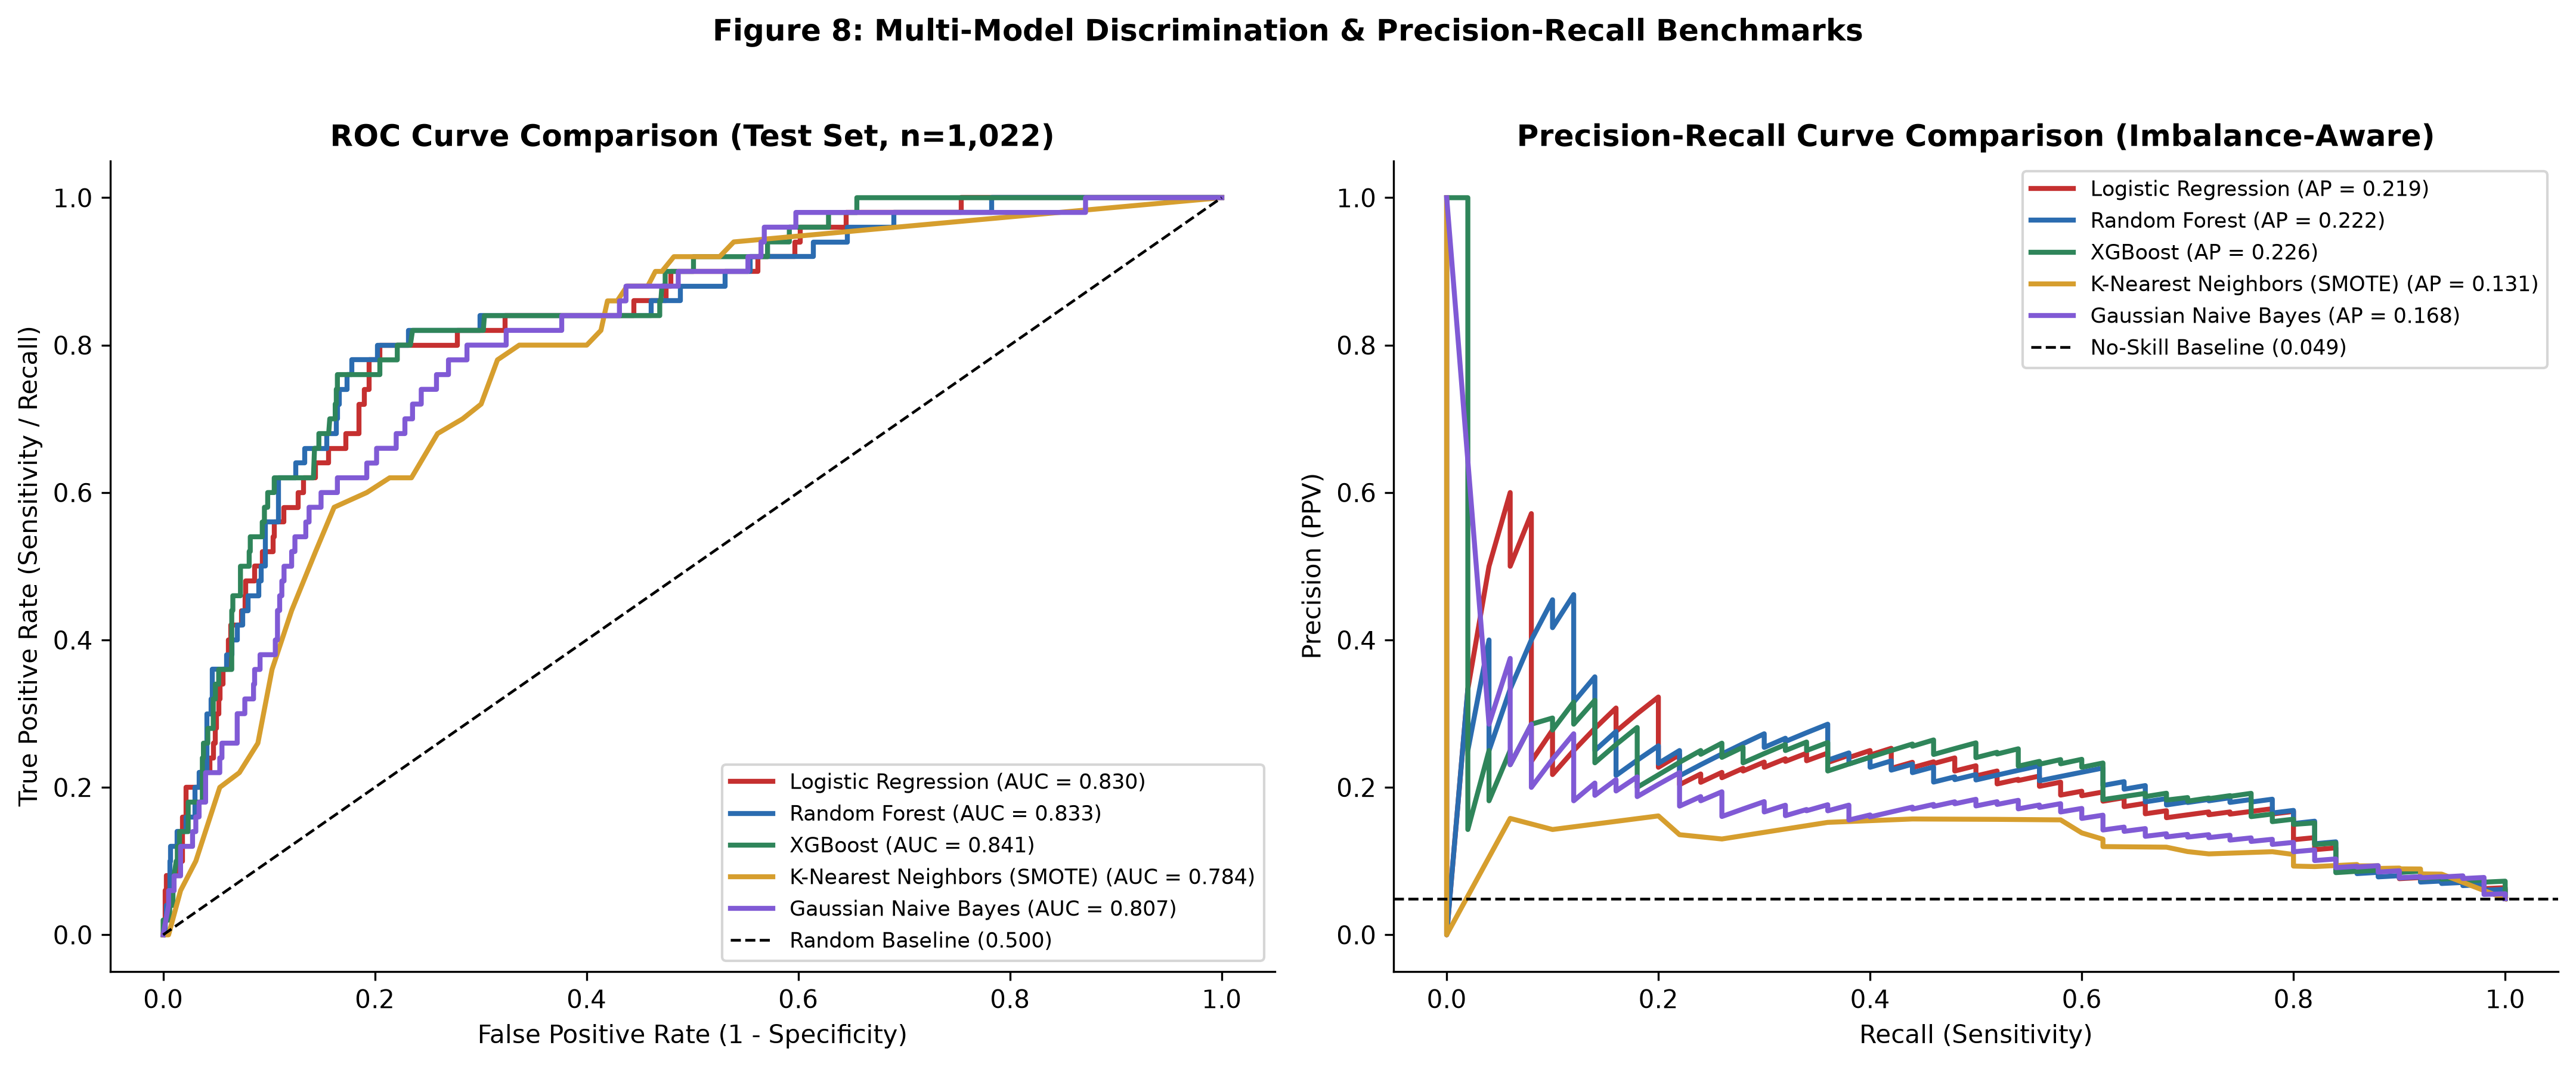 Figure 8: Multi-Model Discrimination & Precision-Recall Benchmarks
ROC Curve Comparison (Test Set, n=1,022)
True Positive Rate (Sensitivity / Recall)
1.0
0.8
0.6
0.4
0.2
0.0
Logistic Regression (AUC = 0.830)
Random Forest (AUC = 0.833)
XGBoost (AUC = 0.841)
K-Nearest Neighbors (SMOTE) (AUC = 0.784)
Gaussian Naive Bayes (AUC = 0.807)
Random Baseline (0.500)
0.0 0.2 0.4 0.6 0.8 1.0
False Positive Rate (1 - Specificity)
Precision-Recall Curve Comparison (Imbalance-Aware)
Precision (PPV)
1.0
0.8
0.6
0.4
0.2
0.0
Logistic Regression (AP = 0.219)
Random Forest (AP = 0.222)
XGBoost (AP = 0.226)
K-Nearest Neighbors (SMOTE) (AP = 0.131)
Gaussian Naive Bayes (AP = 0.168)
No-Skill Baseline (0.049)
0.0 0.2 0.4 0.6 0.8 1.0
Recall (Sensitivity)